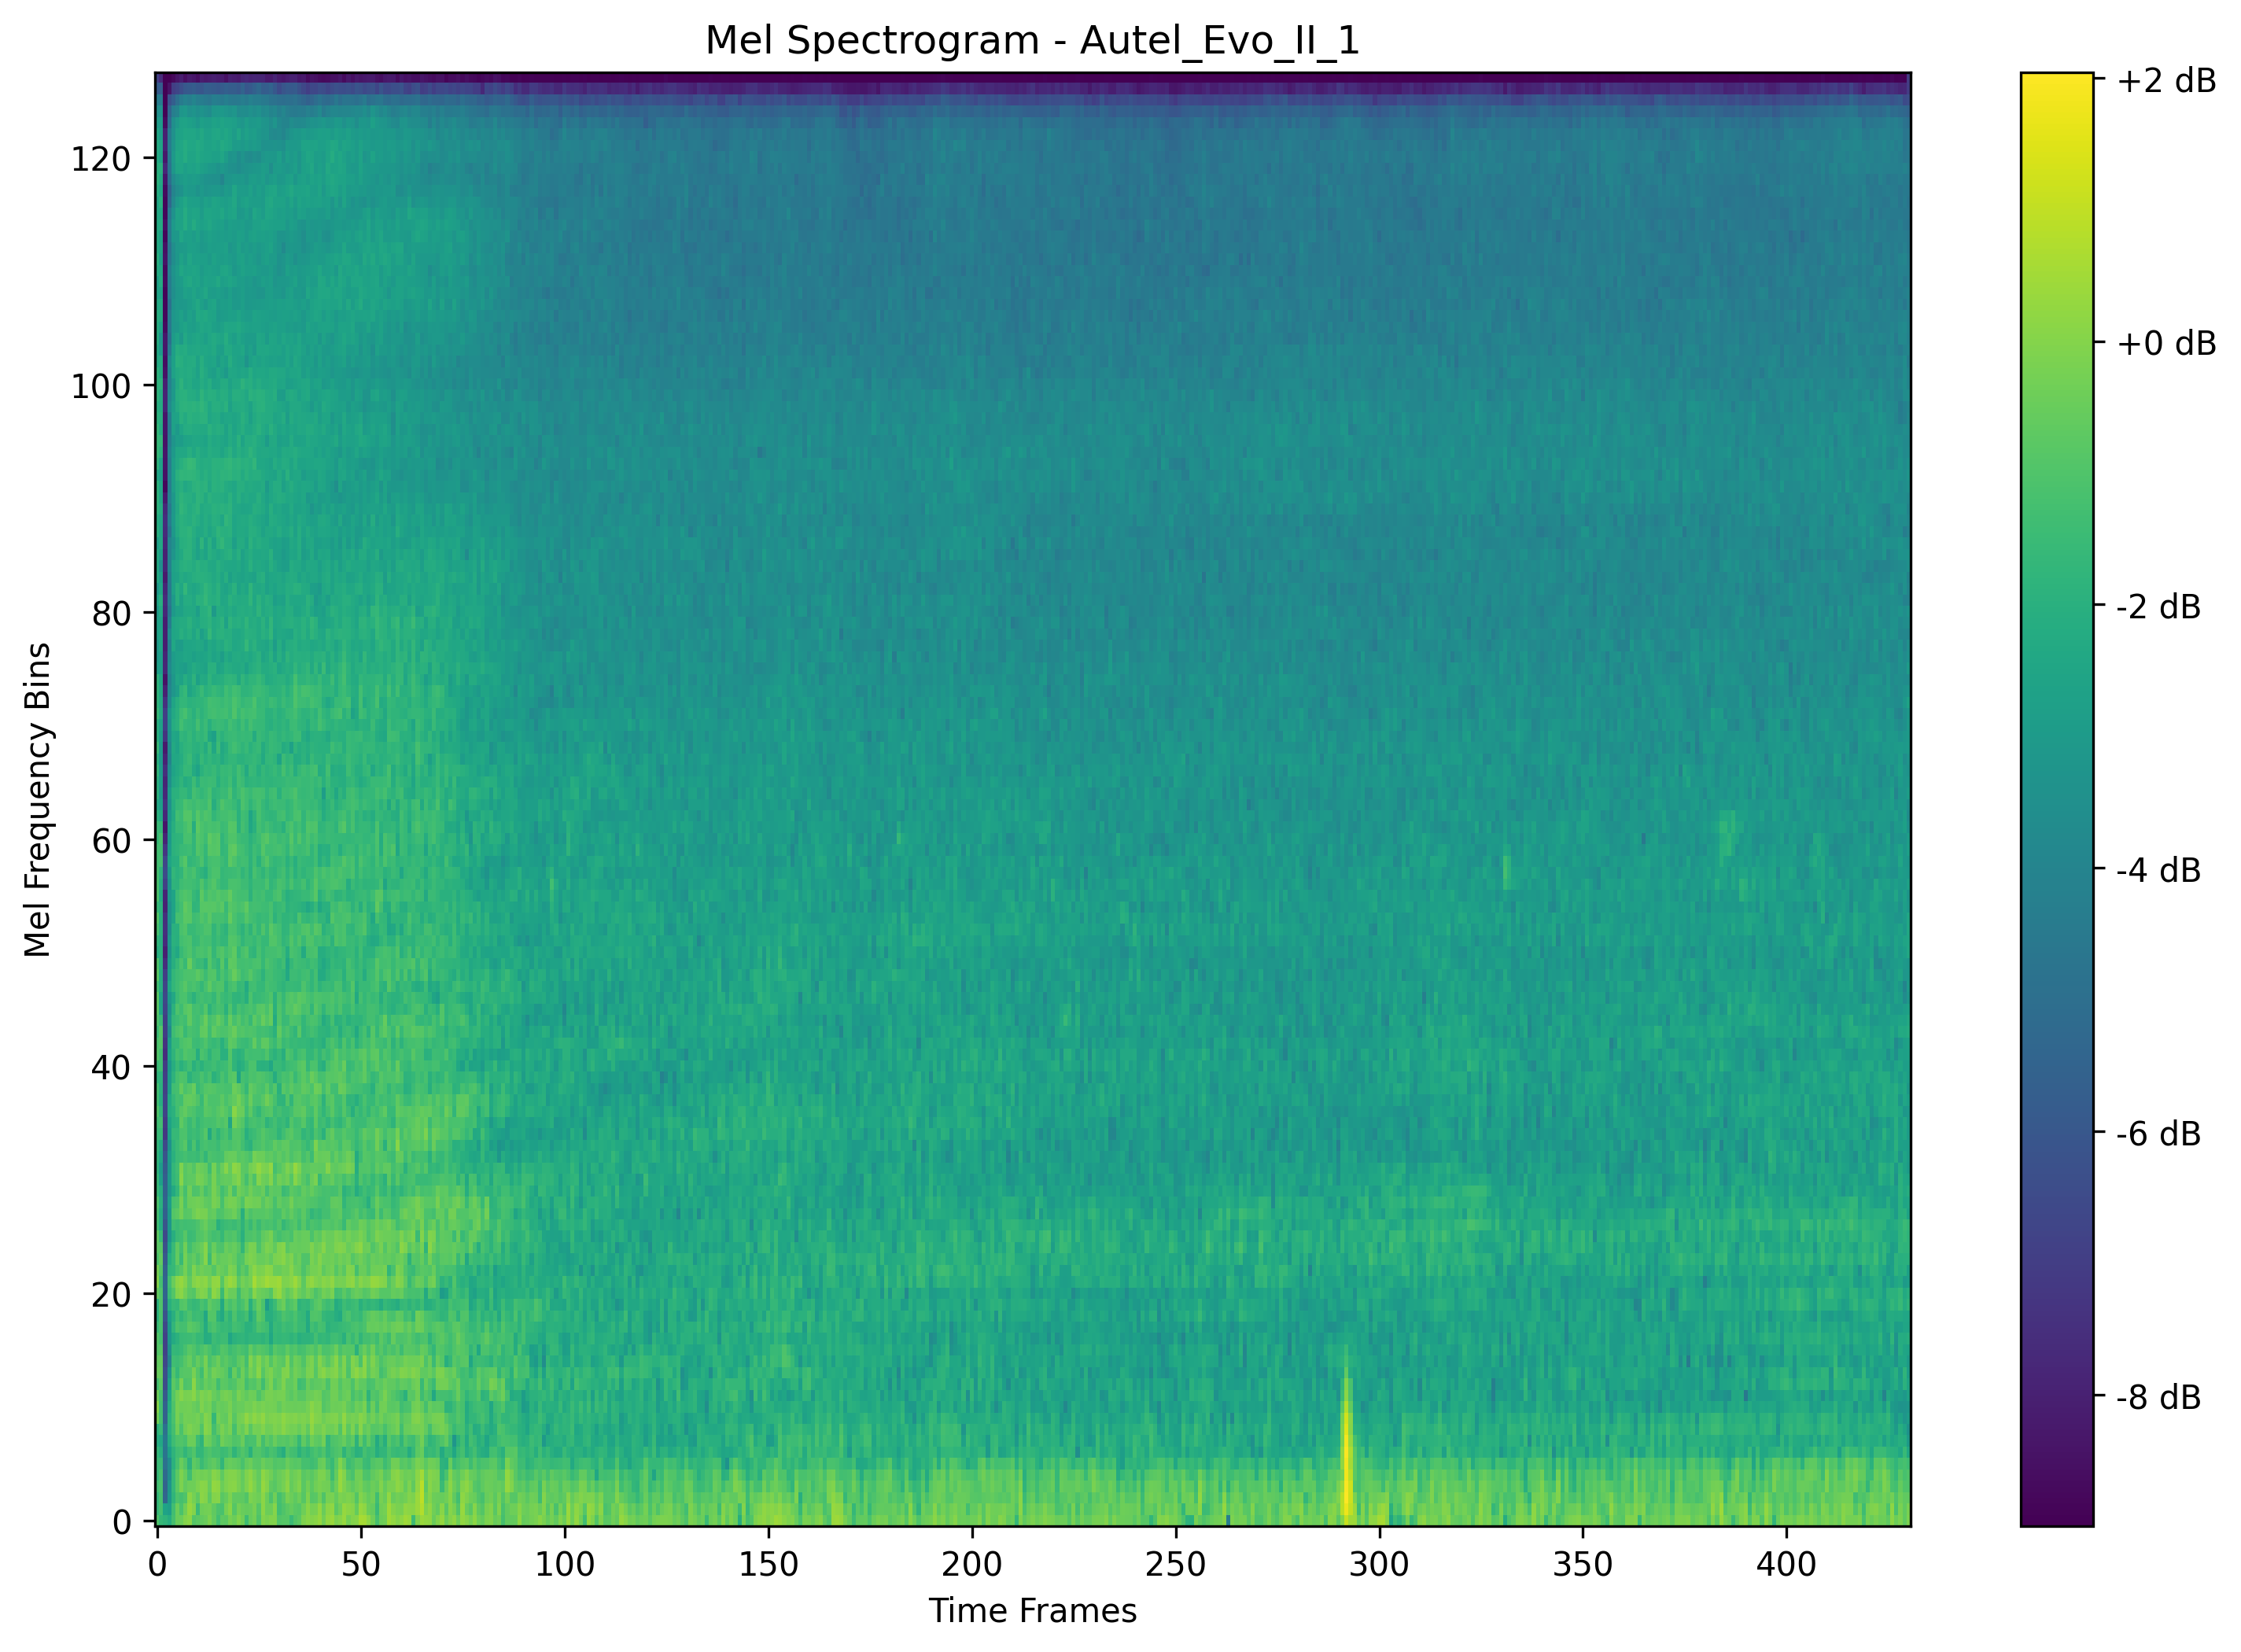 Mel Spectrogram - Autel_Evo_II_1
Mel Frequency Bins
120
100
80
60
40
20
0
0 50 100 150 200 250 300 350 400
Time Frames
+2 dB
+0 dB
-2 dB
-4 dB
-6 dB
-8 dB